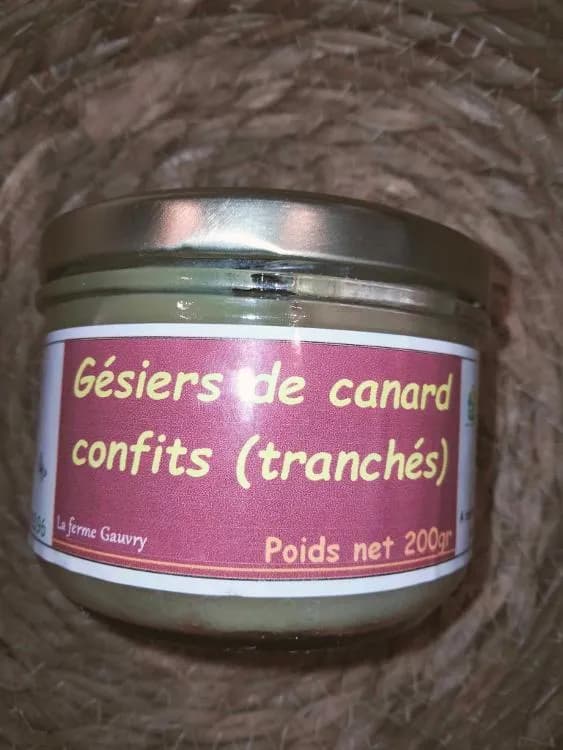 Gésiers de canard
confits (tranchés)
La ferme Gauvry
Poids net 200gr